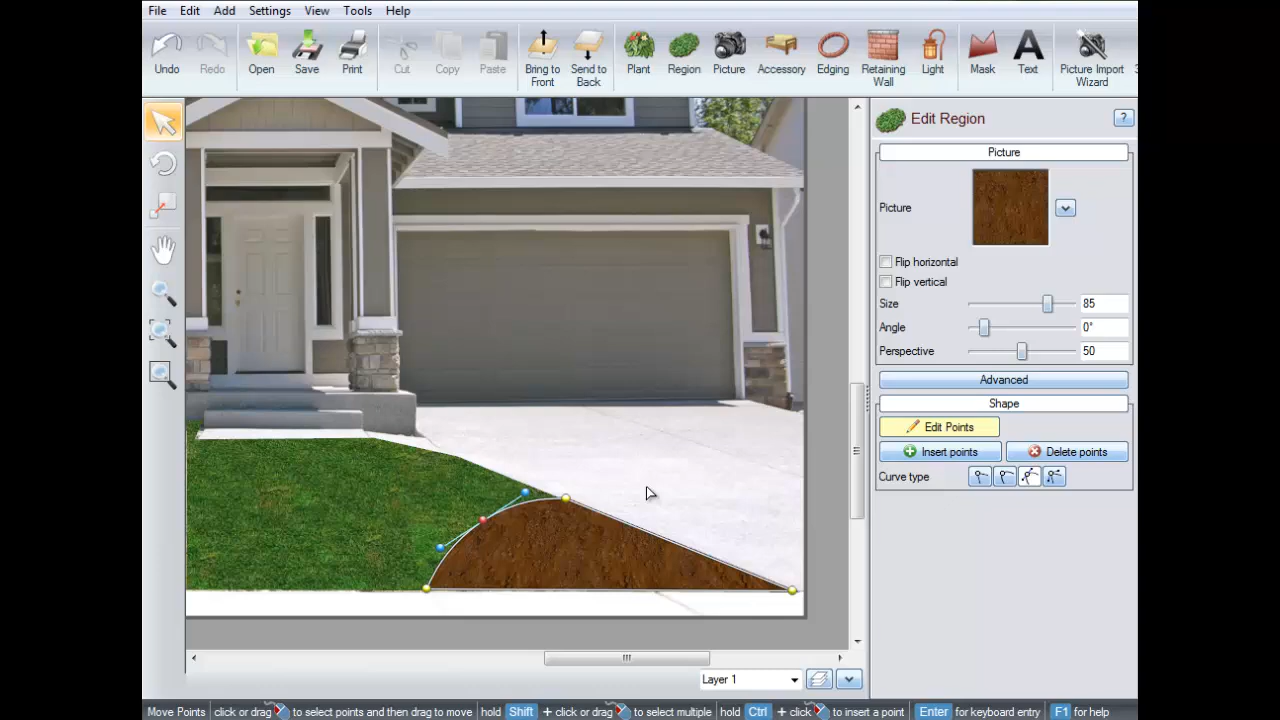 File Edit Add Settings View Tools Help
Undo Redo Open Save Print Cut Copy Paste Bring to Front Send to Back Plant Region Picture Accessory Edging Retaining Wall Light Mask Text Picture Import Wizard
Edit Region ?
Picture
Picture
Flip horizontal
Flip vertical
Size 85
Angle 0°
Perspective 50
Advanced
Shape
Edit Points
Insert points Delete points
Curve type
Layer 1
Move Points click or drag to select points and then drag to move hold Shift + click or drag to select multiple hold Ctrl + click to insert a point Enter for keyboard entry F1 for help